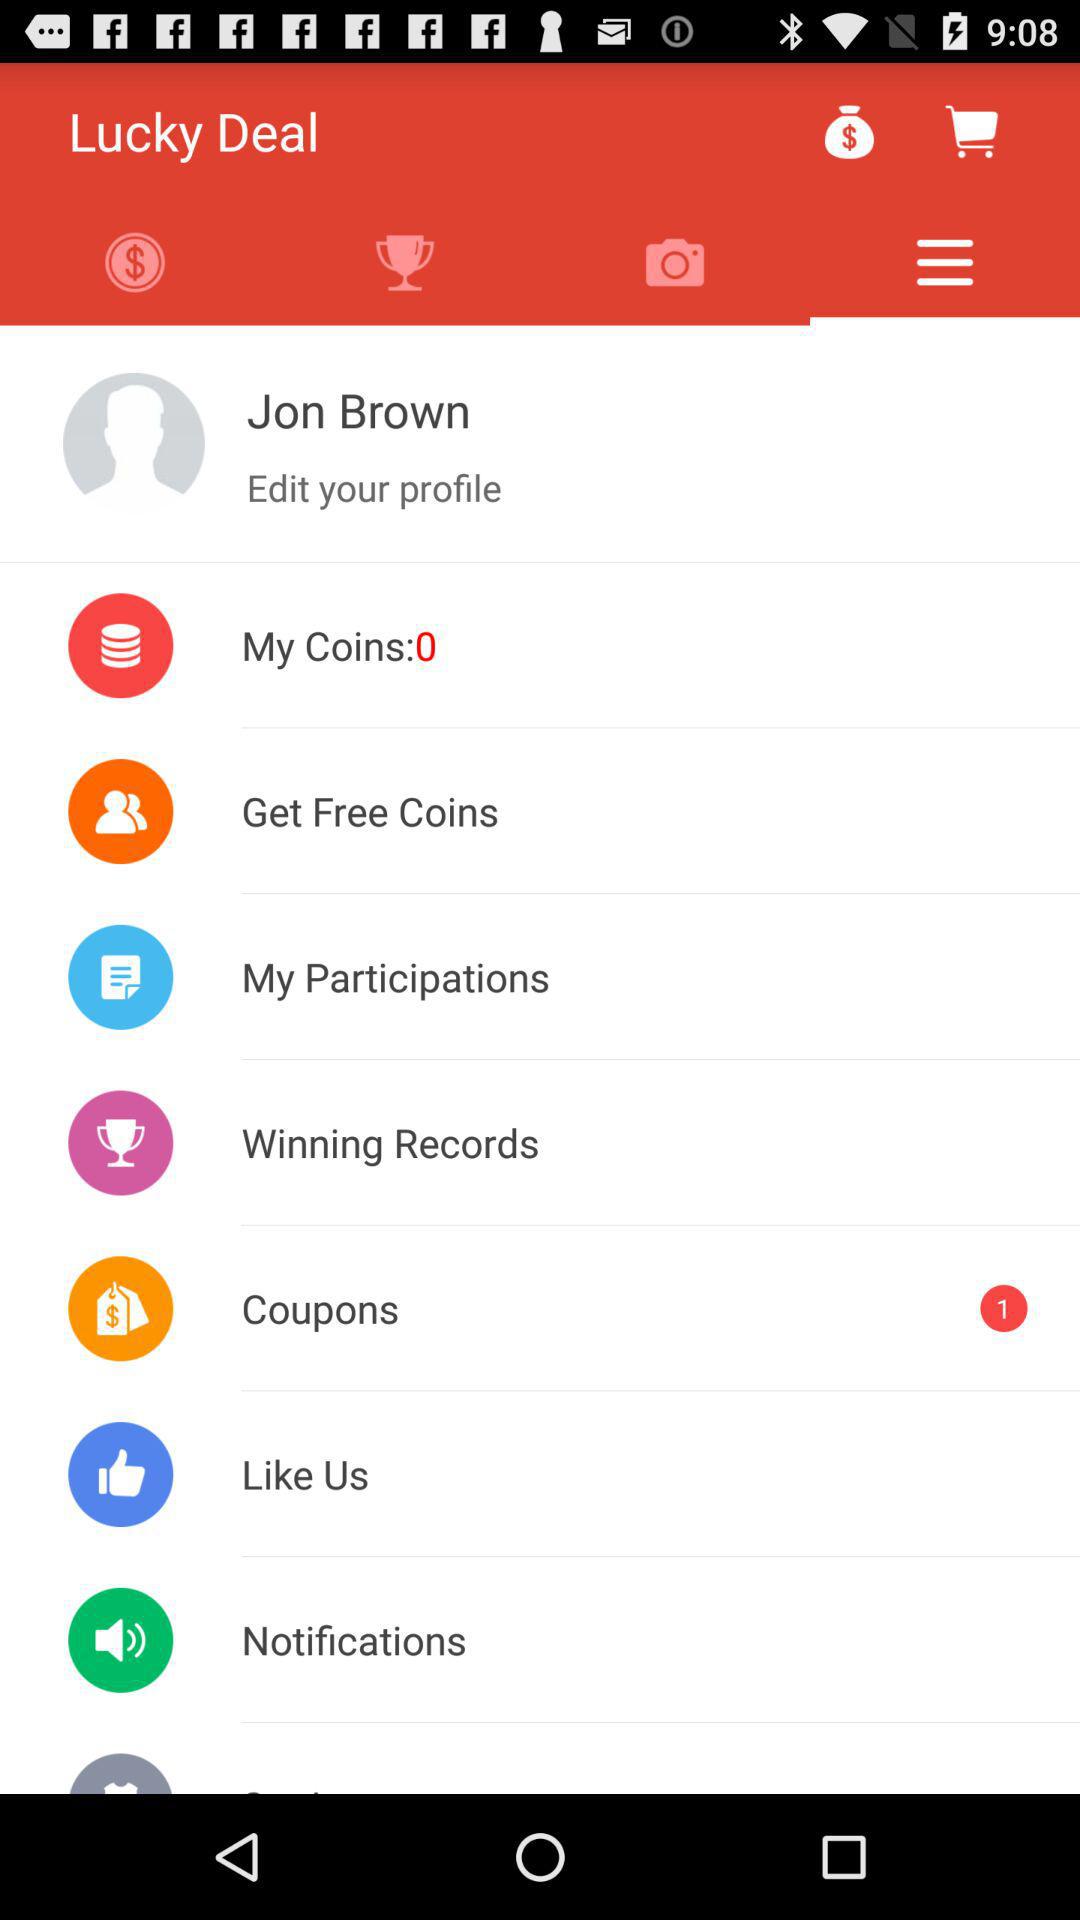 9:08
Lucky Deal
Jon Brown
Edit your profile
My Coins:0
Get Free Coins
My Participations
Winning Records
Coupons
1
Like Us
Notifications